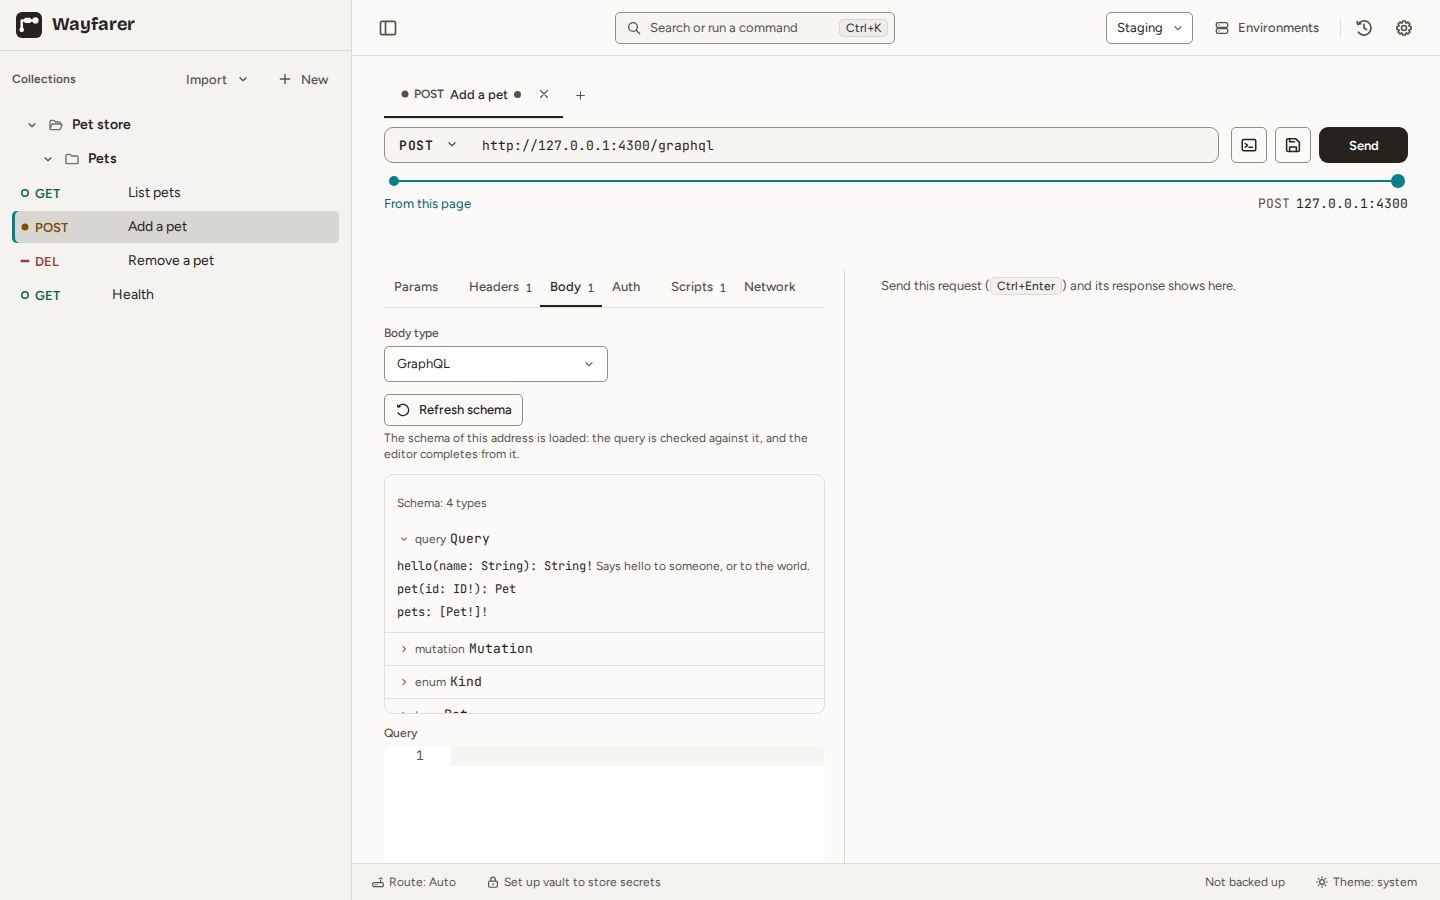 Wayfarer
Search or run a command Ctrl+K
Staging
Environments
Collections
Import
New
Pet store
Pets
GET List pets
POST Add a pet
DEL Remove a pet
GET Health
POST Add a pet
POST http://127.0.0.1:4300/graphql
Send
From this page
POST 127.0.0.1:4300
Params
Headers 1
Body 1
Auth
Scripts 1
Network
Body type
GraphQL
Refresh schema
The schema of this address is loaded: the query is checked against it, and the
editor completes from it.
Schema: 4 types
query Query
hello(name: String): String! Says hello to someone, or to the world.
pet(id: ID!): Pet
pets: [Pet!]!
mutation Mutation
enum Kind
Query
1
Send this request (Ctrl+Enter) and its response shows here.
Route: Auto
Set up vault to store secrets
Not backed up
Theme: system